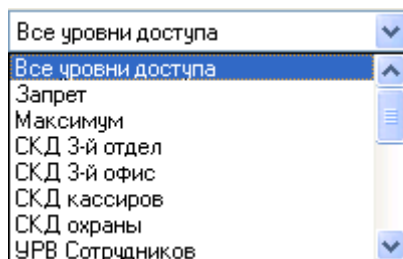 Все уровни доступа
Все уровни доступа
Запрет
Максимум
СКД 3-й отдел
СКД 3-й офис
СКД кассиров
СКД охраны
УРВ Сотрудников